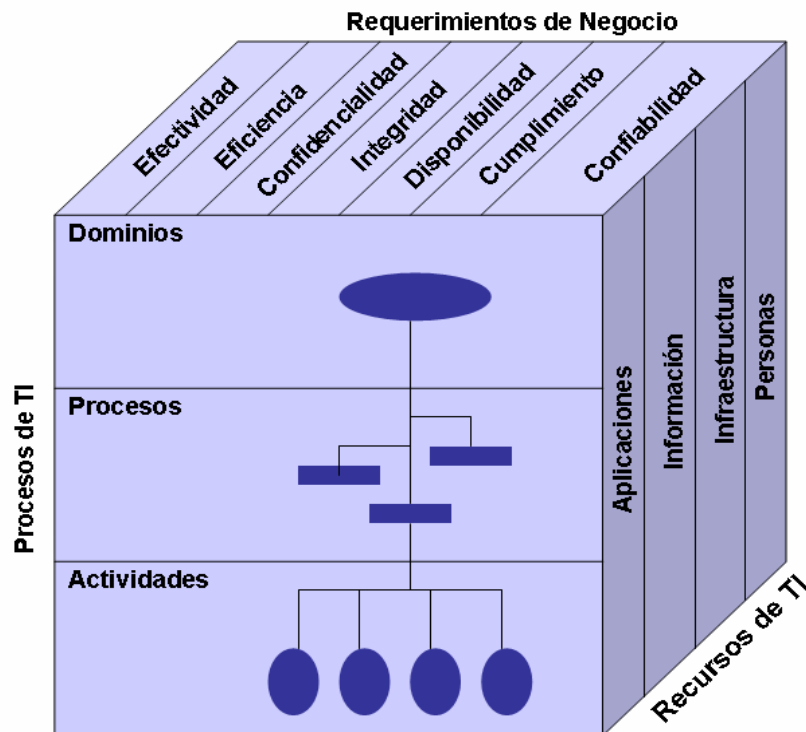 Requerimientos de Negocio
Efectividad
Eficiencia
Confidencialidad
Integridad
Disponibilidad
Cumplimiento
Confiabilidad
Procesos de TI
Dominios
Procesos
Actividades
Aplicaciones
Información
Infraestructura
Personas
Recursos de TI